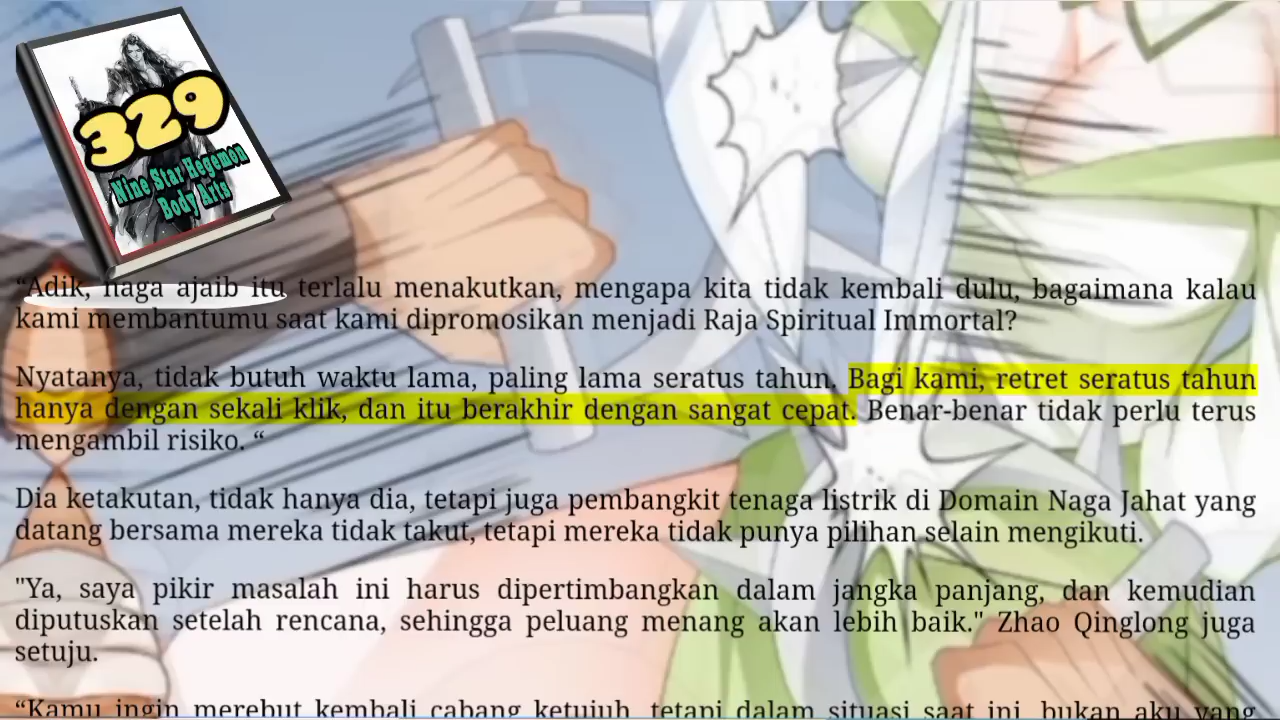 329
Nine Star Hegemon
Body Arts
“Adik, naga ajaib itu terlalu menakutkan, mengapa kita tidak kembali dulu, bagaimana kalau
kami membantumu saat kami dipromosikan menjadi Raja Spiritual Immortal?
Nyatanya, tidak butuh waktu lama, paling lama seratus tahun. Bagi kami, retret seratus tahun
hanya dengan sekali klik, dan itu berakhir dengan sangat cepat. Benar-benar tidak perlu terus
mengambil risiko. “
Dia ketakutan, tidak hanya dia, tetapi juga pembangkit tenaga listrik di Domain Naga Jahat yang
datang bersama mereka tidak takut, tetapi mereka tidak punya pilihan selain mengikuti.
"Ya, saya pikir masalah ini harus dipertimbangkan dalam jangka panjang, dan kemudian
diputuskan setelah rencana, sehingga peluang menang akan lebih baik." Zhao Qinglong juga
setuju.
“Kamu ingin merebut kembali cabang ketujuh, tetapi dalam situasi saat ini, bukan aku yang